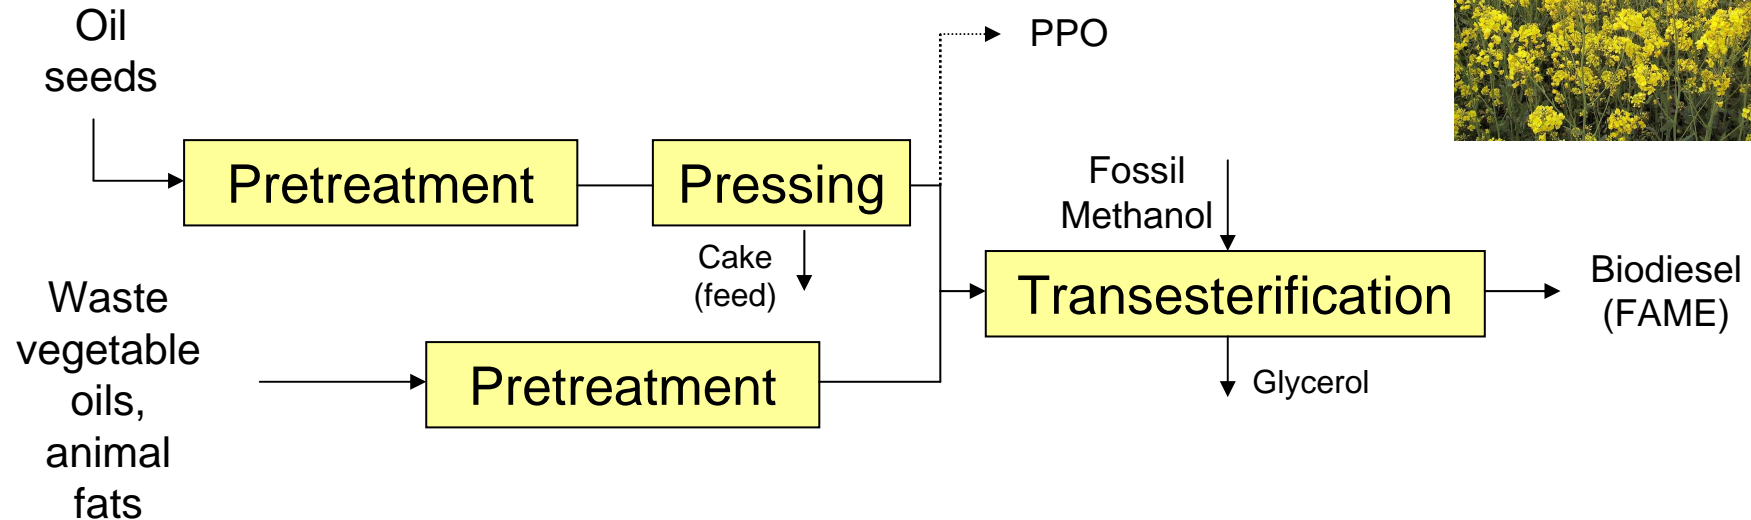 Oil
seeds
PPO
Pretreatment
Pressing
Fossil
Methanol
Cake
(feed)
Waste
vegetable
oils,
animal
fats
Transesterification
Biodiesel
(FAME)
Pretreatment
Glycerol